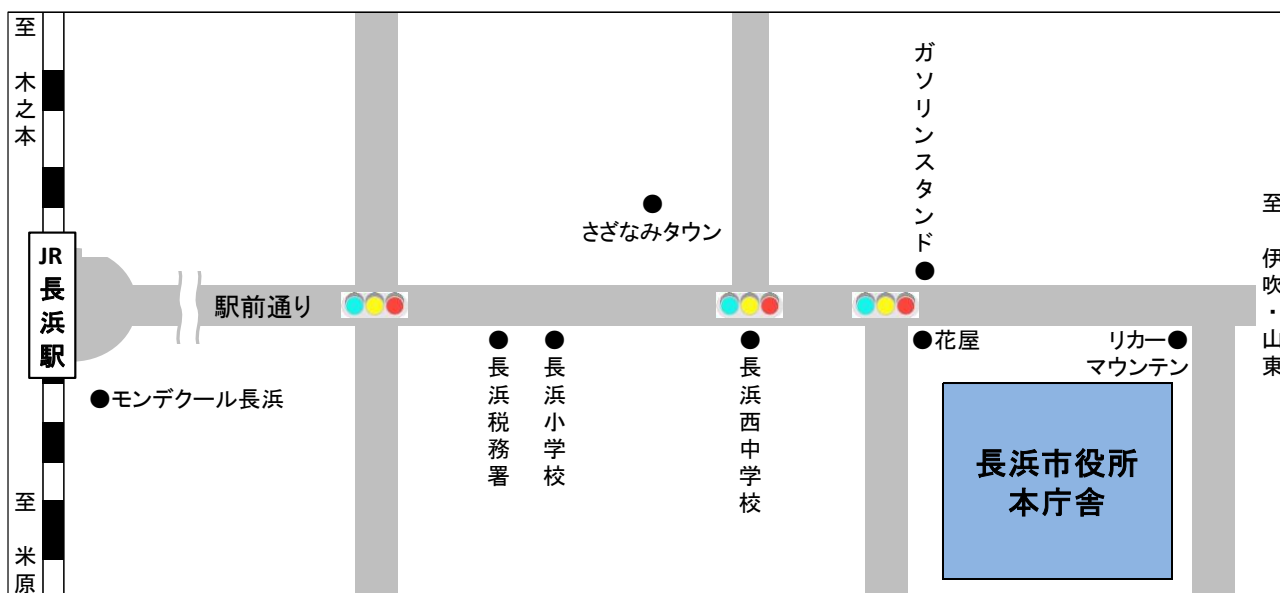 至 木之本
JR
長浜駅
至 米原
モンデクール長浜
駅前通り
長浜税務署
長浜小学校
さざなみタウン
長浜西中学校
ガソリンスタンド
花屋
リカー
マウンテン
長浜市役所
本庁舎
至 伊吹・山東